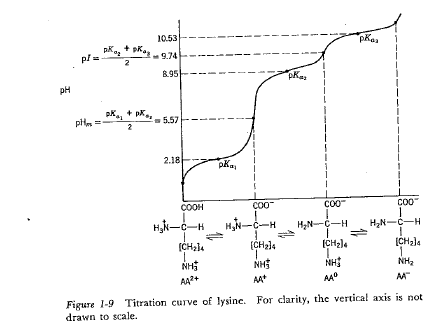 10.53
pI = pKa2 + pKa3 / 2 = 9.74
8.95
pH
pHm = pKa1 + pKa2 / 2 = 5.57
2.18
pKa1
pKa2
pKa3
COOH COO⁻ COO⁻ COO⁻
H3N⁺—C—H H3N⁺—C—H H2N—C—H H2N—C—H
[CH2]4 [CH2]4 [CH2]4 [CH2]4
NH3⁺ NH3⁺ NH3⁺ NH2
AA2+ AA+ AA0 AA−
Figure 1-9 Titration curve of lysine. For clarity, the vertical axis is not
drawn to scale.